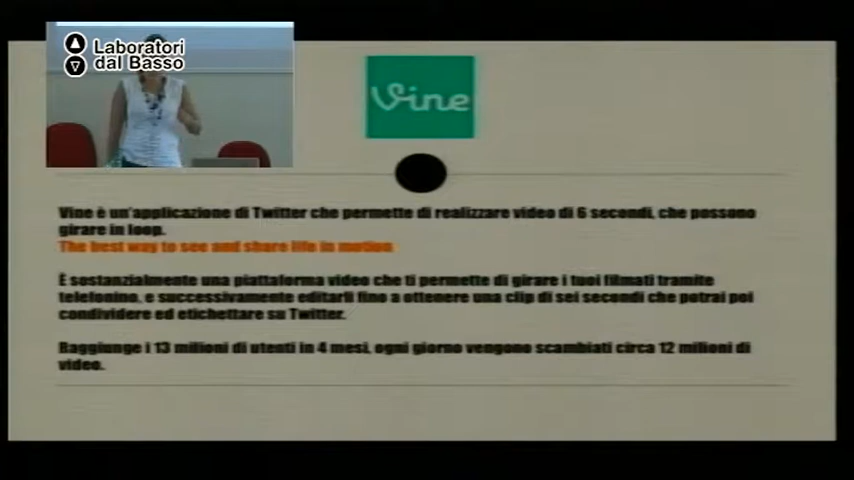 Laboratori
dal Basso
Vine
Vine è un'applicazione di Twitter che permette di realizzare video di 6 secondi, che possono
girare in loop.
The best way to see and share life in motion
È sostanzialmente una piattaforma video che ti permette di girare i tuoi filmati tramite
telefonino, e successivamente editarli fino a ottenere una clip di sei secondi che potrai poi
condividere ed etichettare su Twitter.
Raggiunge i 13 milioni di utenti in 4 mesi, ogni giorno vengono scambiati circa 12 milioni di
video.